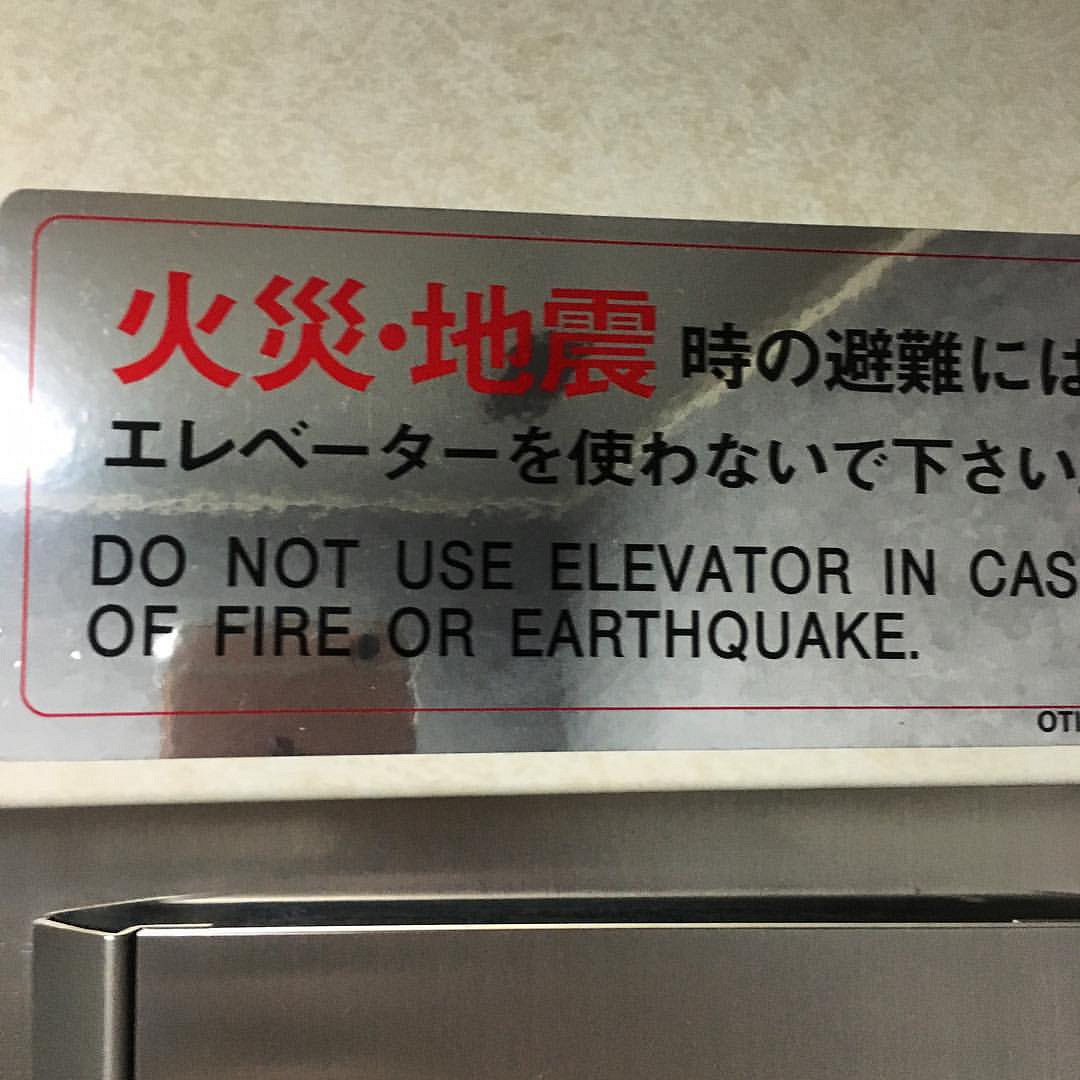 火災・地震時の避難には
エレベーターを使わないで下さい
DO NOT USE ELEVATOR IN CAS
OF FIRE OR EARTHQUAKE.
OTI